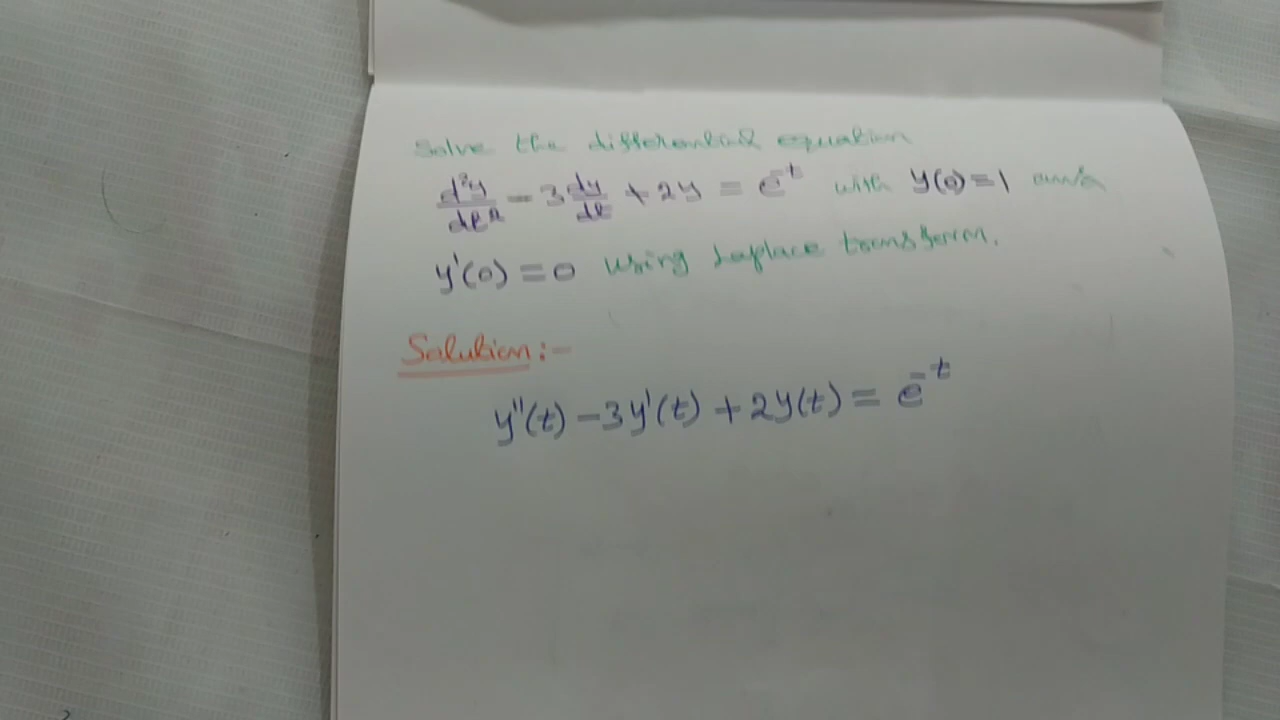 Solve the differential equation
d²y/dt² - 3 dy/dt + 2y = e^-t with y(0) = 1 and
y'(0) = 0 using Laplace transform.
Solution:-
y''(t) - 3y'(t) + 2y(t) = e^-t